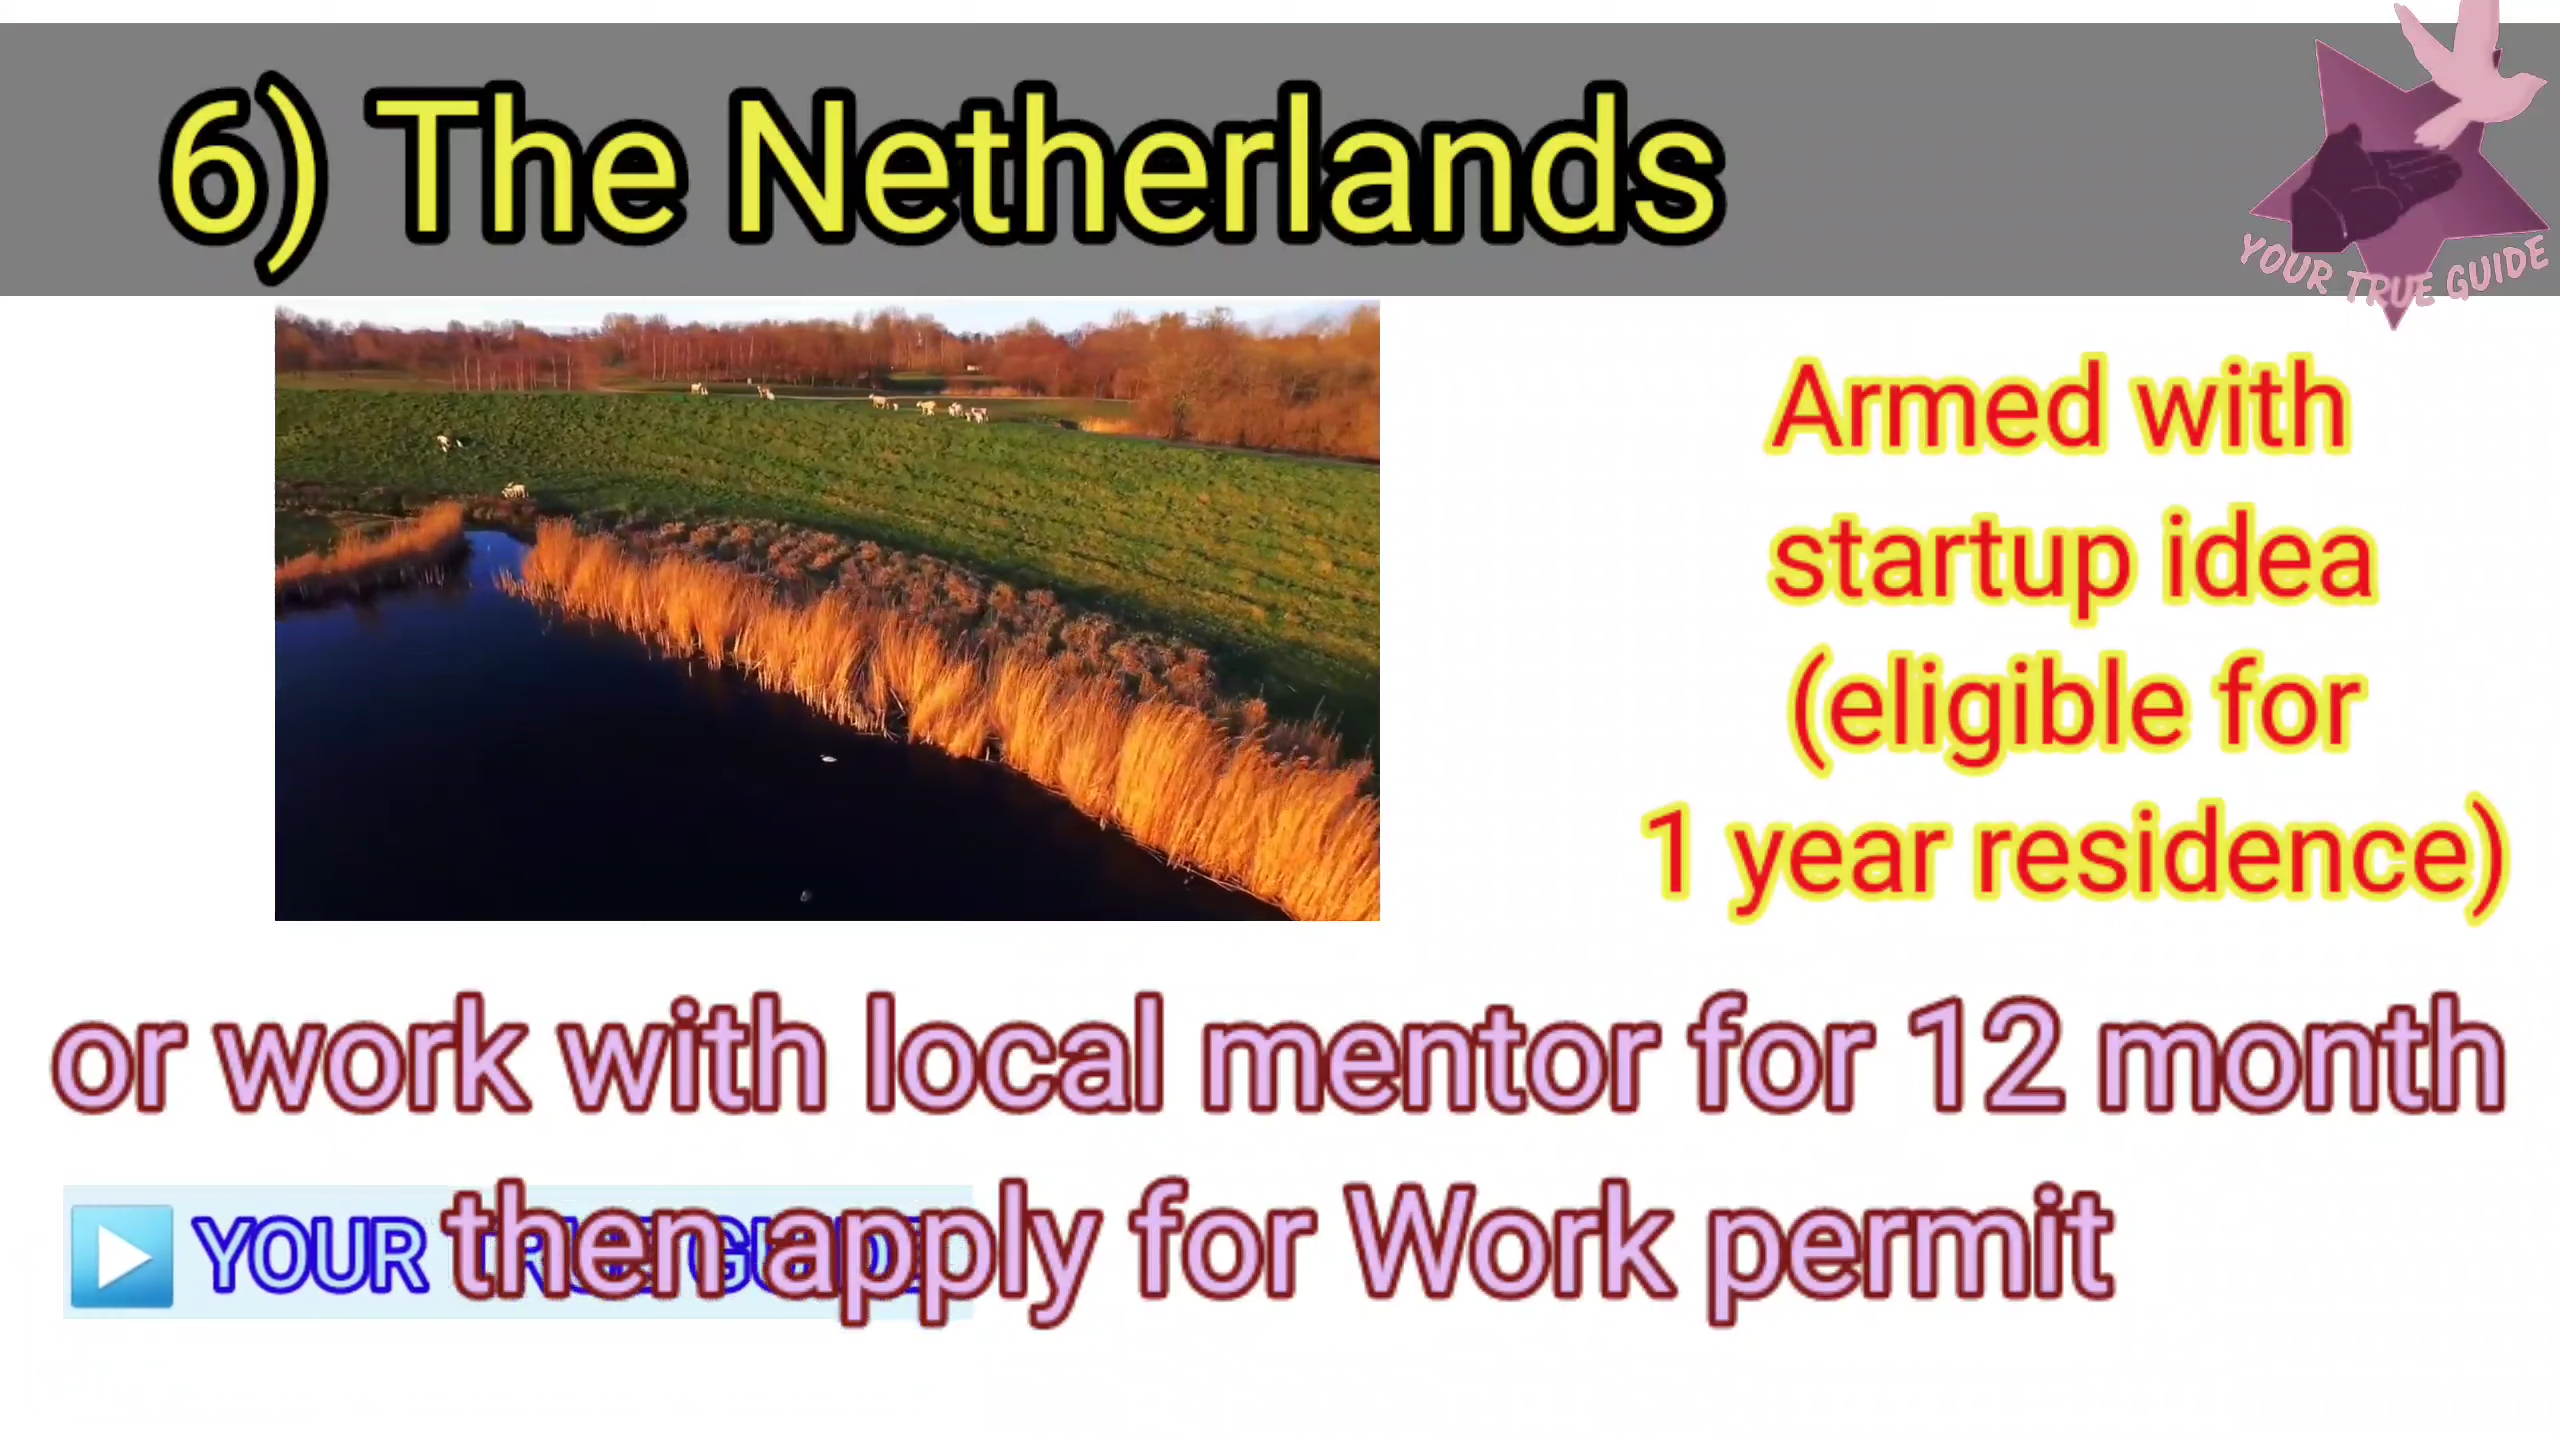 6) The Netherlands
YOUR TRUE GUIDE
Armed with
startup idea
(eligible for
1 year residence)
or work with local mentor for 12 month
then apply for Work permit
YOUR